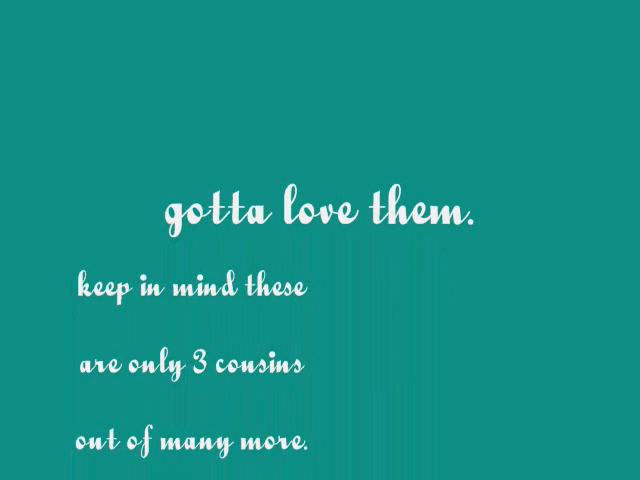 gotta love them.
keep in mind these
are only 3 cousins
out of many more.